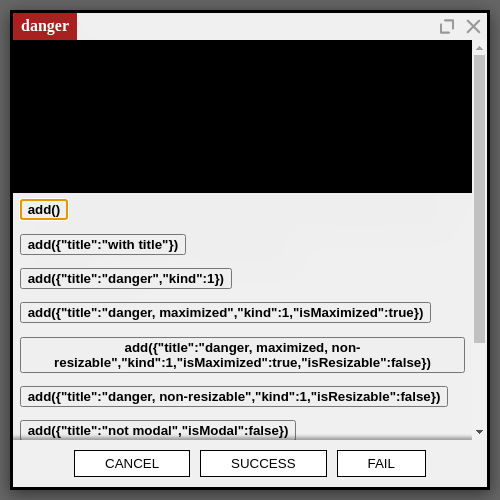 danger
add()
add({"title":"with title"})
add({"title":"danger","kind":1})
add({"title":"danger, maximized","kind":1,"isMaximized":true})
add({"title":"danger, maximized, non-
resizable","kind":1,"isMaximized":true,"isResizable":false})
add({"title":"danger, non-resizable","kind":1,"isResizable":false})
add({"title":"not modal","isModal":false})
CANCEL SUCCESS FAIL